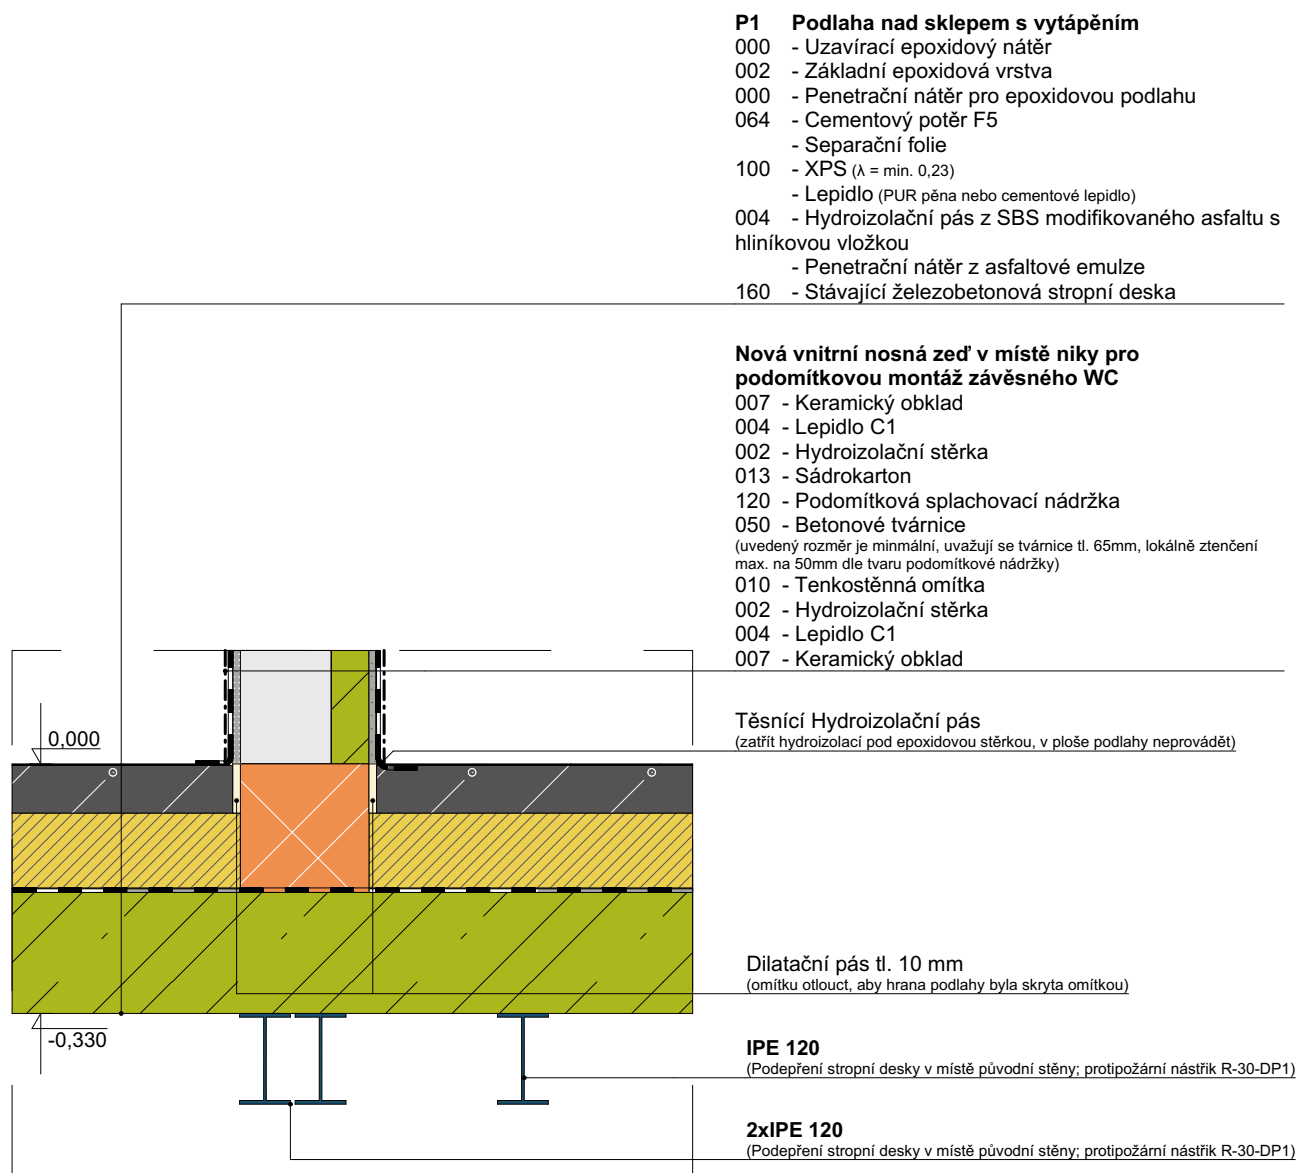 P1 Podlaha nad sklepem s vytápěním
000 - Uzavírací epoxidový nátěr
002 - Základní epoxidová vrstva
000 - Penetrační nátěr pro epoxidovou podlahu
064 - Cementový potěr F5
- Separační folie
100 - XPS (λ = min. 0,23)
- Lepidlo (PUR pěna nebo cementové lepidlo)
004 - Hydroizolační pás z SBS modifikovaného asfaltu s
hliníkovou vložkou
- Penetrační nátěr z asfaltové emulze
160 - Stávající železobetonová stropní deska
Nová vnitrní nosná zeď v místě niky pro
podomítkovou montáž závěsného WC
007 - Keramický obklad
004 - Lepidlo C1
002 - Hydroizolační stěrka
013 - Sádrokarton
120 - Podomítková splachovací nádržka
050 - Betonové tvárnice
(uvedený rozměr je minmální, uvažují se tvárnice tl. 65mm, lokálně ztenčení
max. na 50mm dle tvaru podomítkové nádržky)
010 - Tenkostěnná omítka
002 - Hydroizolační stěrka
004 - Lepidlo C1
007 - Keramický obklad
Těsnící Hydroizolační pás
(zatřít hydroizolací pod epoxidovou stěrkou, v ploše podlahy neprovádět)
0,000
Dilatační pás tl. 10 mm
(omítku otlouct, aby hrana podlahy byla skryta omítkou)
-0,330
IPE 120
(Podepření stropní desky v místě původní stěny; protipožární nástřik R-30-DP1)
2xIPE 120
(Podepření stropní desky v místě původní stěny; protipožární nástřik R-30-DP1)